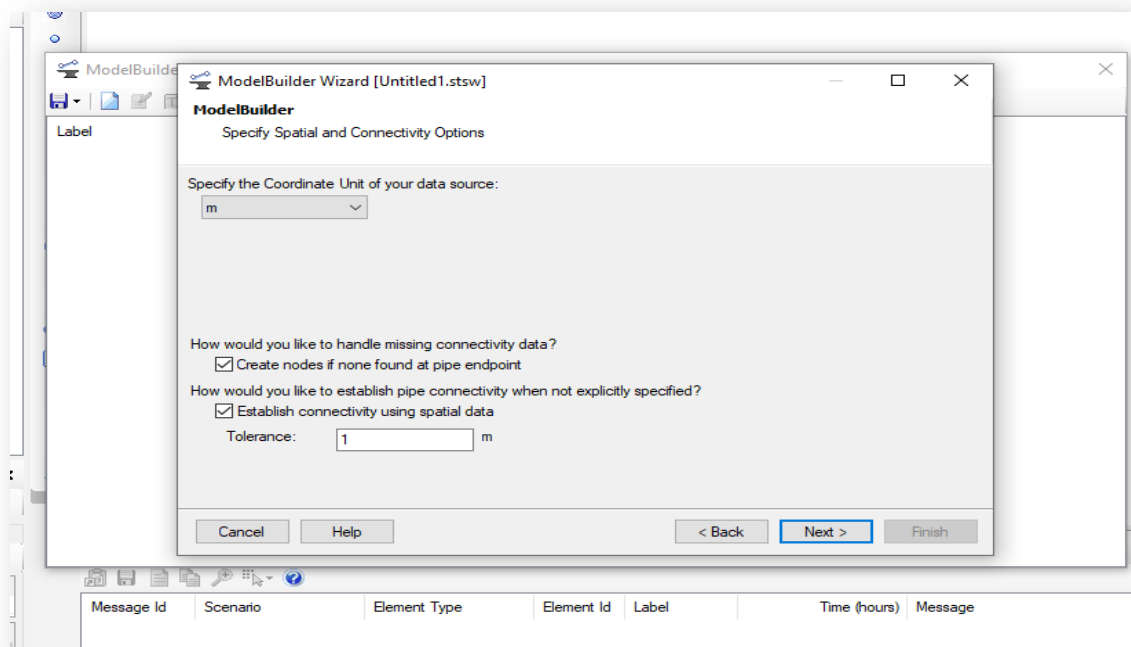 ModelBuilde
ModelBuilder Wizard [Untitled1.stsw]
ModelBuilder
Specify Spatial and Connectivity Options
Label
Specify the Coordinate Unit of your data source:
m
How would you like to handle missing connectivity data?
Create nodes if none found at pipe endpoint
How would you like to establish pipe connectivity when not explicitly specified?
Establish connectivity using spatial data
Tolerance: 1 m
Cancel Help < Back Next > Finish
Message Id Scenario Element Type Element Id Label Time (hours) Message